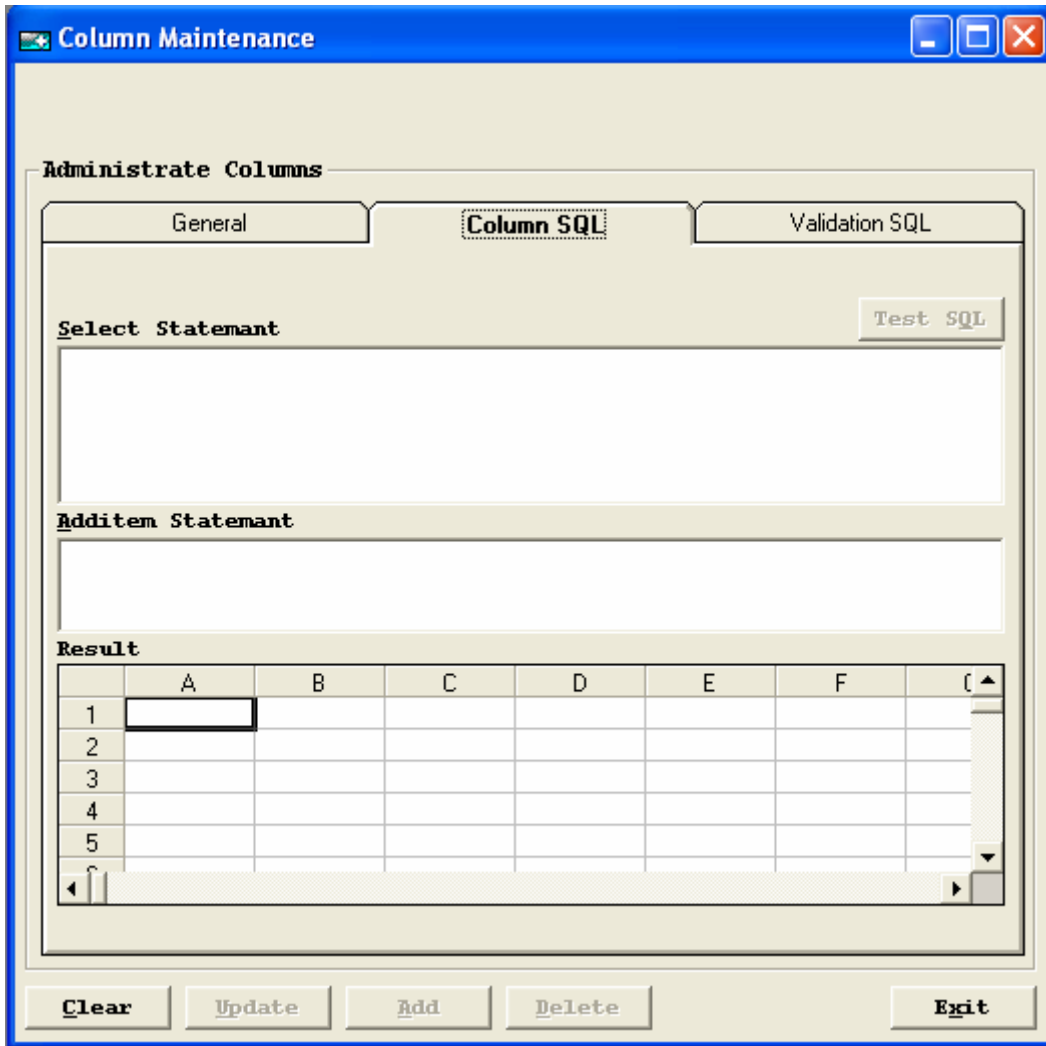 Column Maintenance
Administrate Columns
General Column SQL Validation SQL
Test SQL
Select Statemant
Additem Statemant
Result
A B C D E F
1
2
3
4
5
Clear Update Add Delete Exit